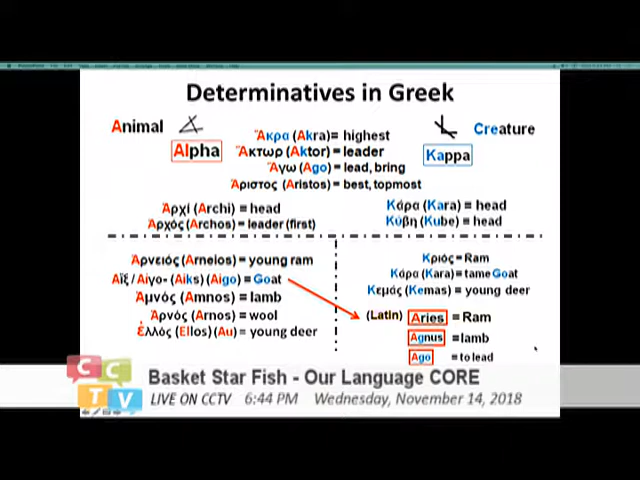 Determinatives in Greek
Animal
Alpha
Creature
Kappa
Ἄκρα (Akra)= highest
Ἄκτωρ (Aktor)= leader
Ἄγω (Ago) = lead, bring
Ἄριστος (Aristos)= best, topmost
Ἀρχί (Archi) = head
Ἀρχός (Archos)= leader (first)
Κάρα (Kara) = head
Κύβη (Kube) = head
Ἀρνειός (Arneios) = young ram
Αἴξ / Αἰγο- (Aiks) (Aigo) = Goat
Ἀμνός (Amnos) = lamb
Ἀρνός (Arnos) = wool
ἐλλός (Ellos) (Au) = young deer
Κριός = Ram
Κάρα (Kara) = tame Goat
Κεμάς (Kemas) = young deer
(Latin) Aries = Ram
Agnus =lamb
Ago = to lead
CCTV
Basket Star Fish - Our Language CORE
LIVE ON CCTV 6:44 PM Wednesday, November 14, 2018